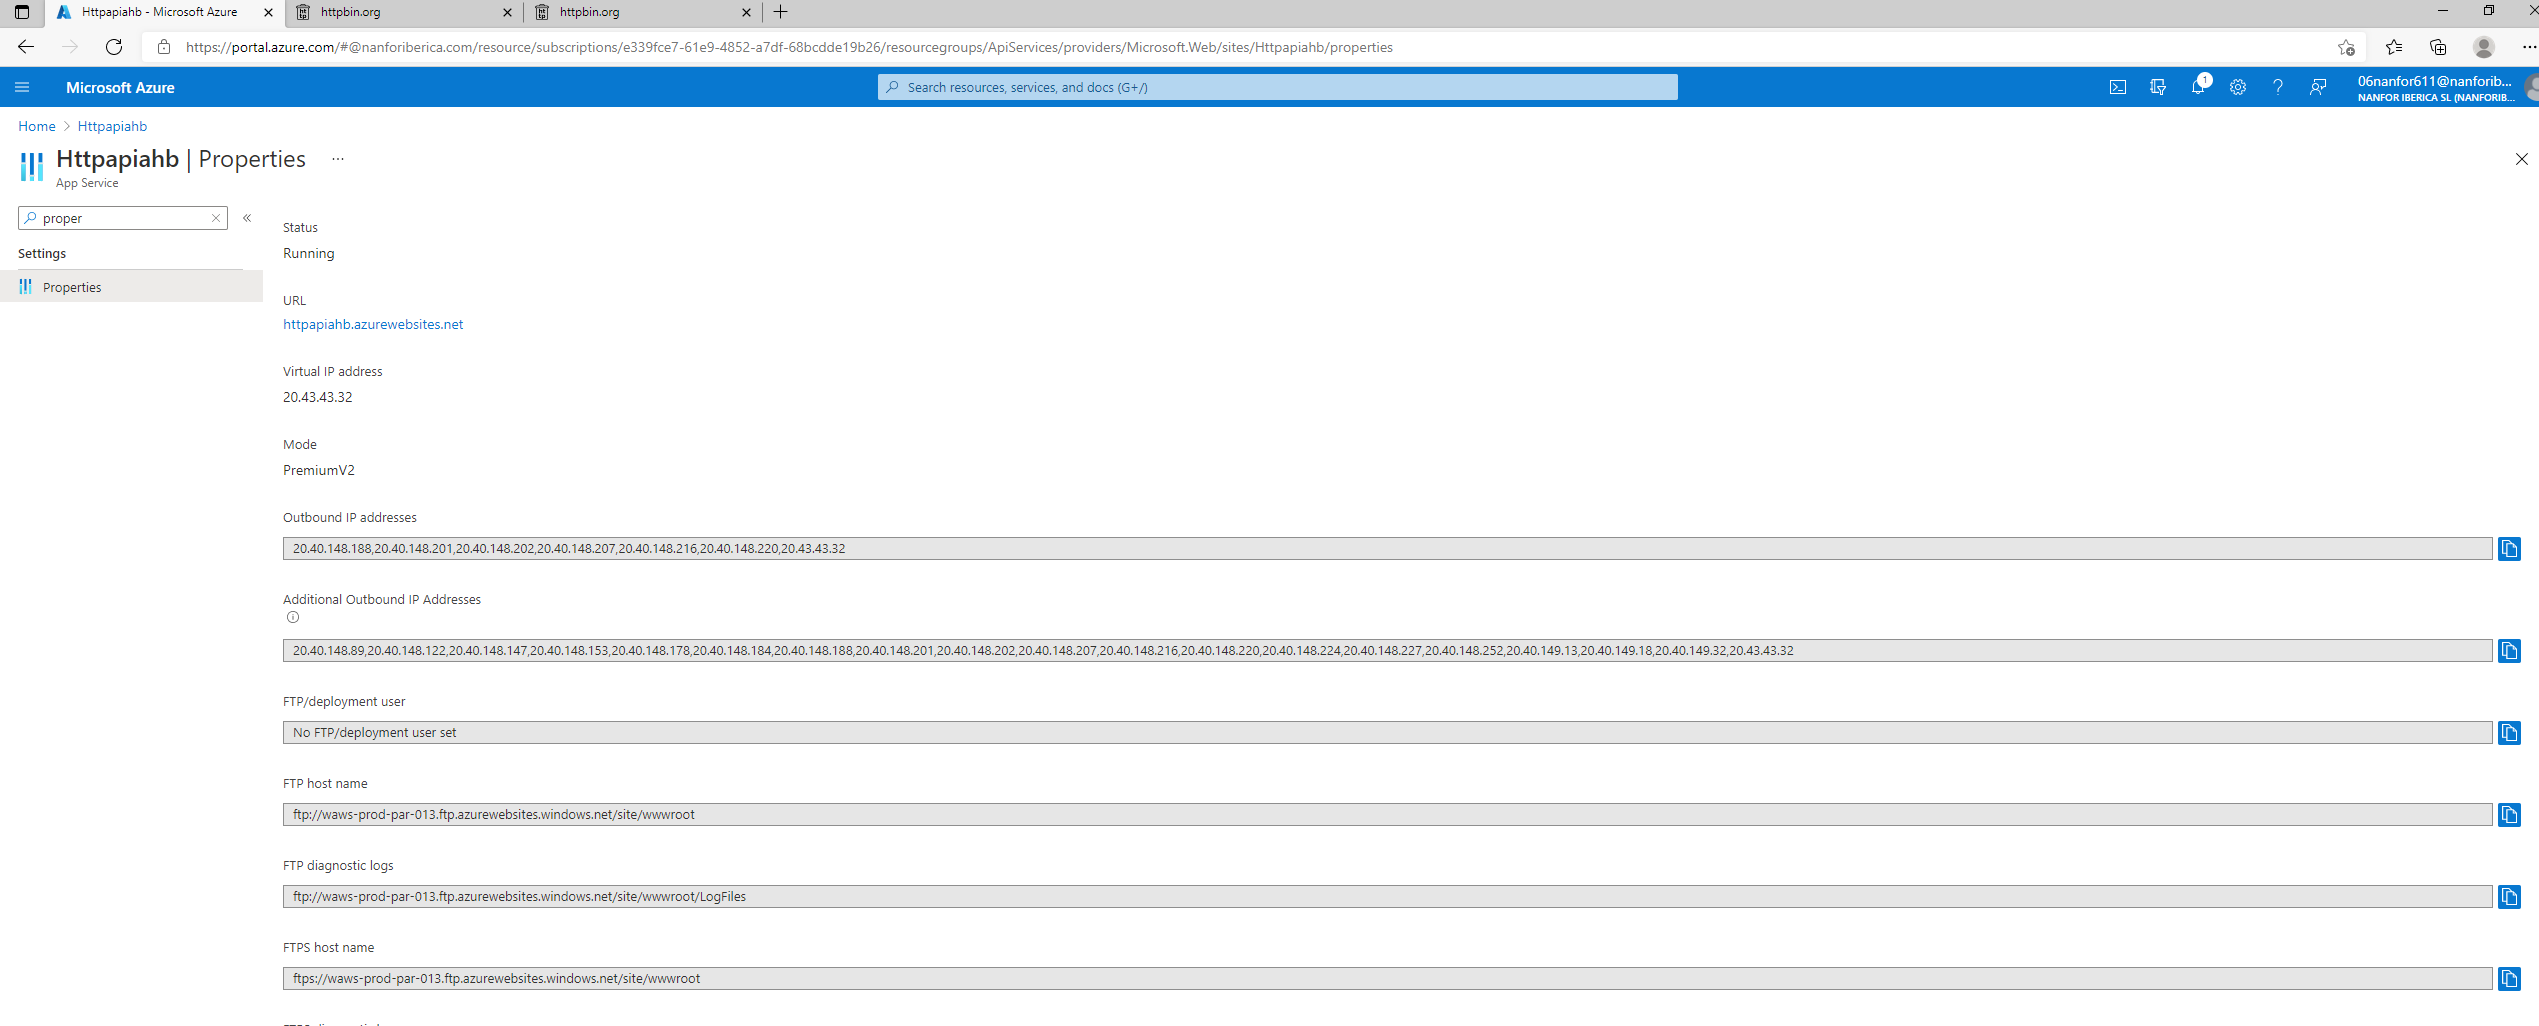 Httpapiahb - Microsoft Azure
httpbin.org
httpbin.org
https://portal.azure.com/#@nanforiberica.com/resource/subscriptions/e339fce7-61e9-4852-a7df-68bcdde19b26/resourcegroups/ApiServices/providers/Microsoft.Web/sites/Httpapiahb/properties
Microsoft Azure
Search resources, services, and docs (G+/)
1
06nanfor611@nanforib...
NANFOR IBERICA SL (NANFORIB...
Home > Httpapiahb
Httpapiahb | Properties ...
App Service
proper
«
Settings
Properties
Status
Running
URL
httpapiahb.azurewebsites.net
Virtual IP address
20.43.43.32
Mode
PremiumV2
Outbound IP addresses
20.40.148.188,20.40.148.201,20.40.148.202,20.40.148.207,20.40.148.216,20.40.148.220,20.43.43.32
Additional Outbound IP Addresses
20.40.148.89,20.40.148.122,20.40.148.147,20.40.148.153,20.40.148.178,20.40.148.184,20.40.148.188,20.40.148.201,20.40.148.202,20.40.148.207,20.40.148.216,20.40.148.220,20.40.148.224,20.40.148.227,20.40.148.252,20.40.149.13,20.40.149.18,20.40.149.32,20.43.43.32
FTP/deployment user
No FTP/deployment user set
FTP host name
ftp://waws-prod-par-013.ftp.azurewebsites.windows.net/site/wwwroot
FTP diagnostic logs
ftp://waws-prod-par-013.ftp.azurewebsites.windows.net/site/wwwroot/LogFiles
FTPS host name
ftps://waws-prod-par-013.ftp.azurewebsites.windows.net/site/wwwroot